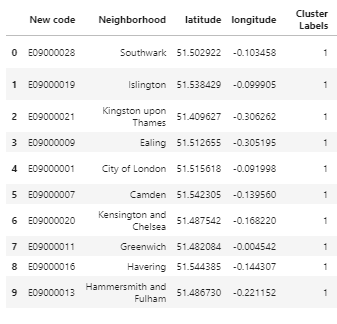 New code Neighborhood latitude longitude Cluster Labels
0 E09000028 Southwark 51.502922 -0.103458 1
1 E09000019 Islington 51.538429 -0.099905 1
2 E09000021 Kingston upon Thames 51.409627 -0.306262 1
3 E09000009 Ealing 51.512655 -0.305195 1
4 E09000001 City of London 51.515618 -0.091998 1
5 E09000007 Camden 51.542305 -0.139560 1
6 E09000020 Kensington and Chelsea 51.487542 -0.168220 1
7 E09000011 Greenwich 51.482084 -0.004542 1
8 E09000016 Havering 51.544385 -0.144307 1
9 E09000013 Hammersmith and Fulham 51.486730 -0.221152 1